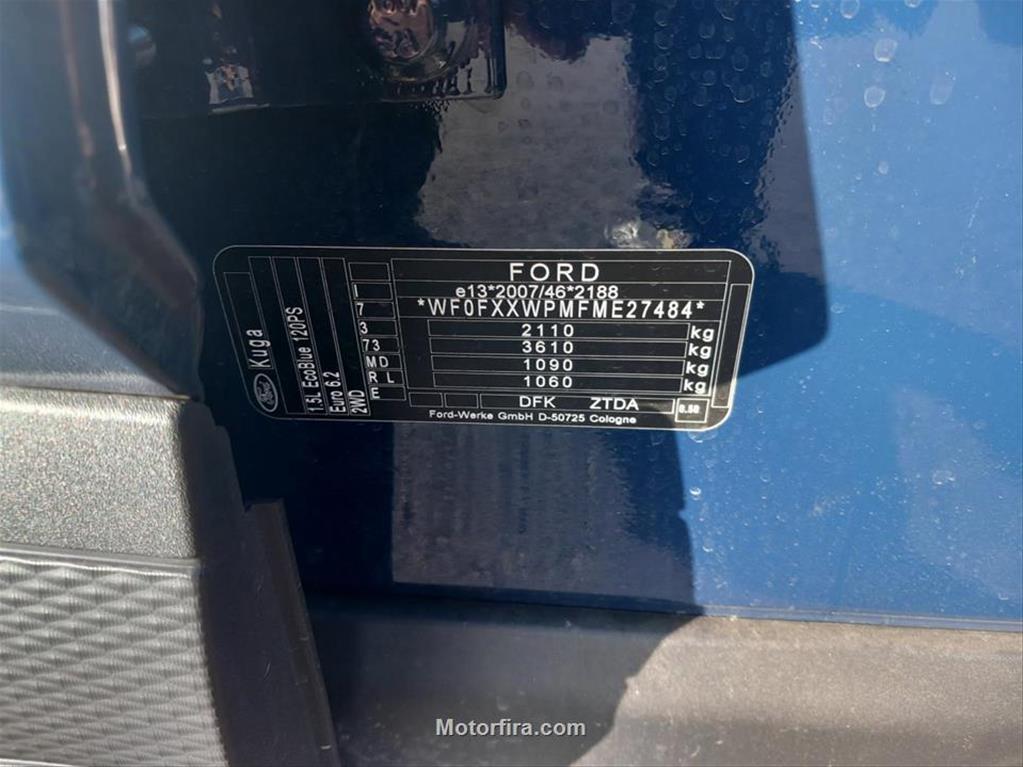 FORD
e13*2007/46*2188
*WF0FXXWPMFME27484*
2110 kg
3610 kg
1090 kg
1060 kg
DFK ZTDA 0.50
Ford-Werke GmbH D-50725 Cologne
I
7
3
73
MD
R L
E
Ford
Kuga
1.5L EcoBlue 120PS
Euro 6.2
2WD
Motorfira.com